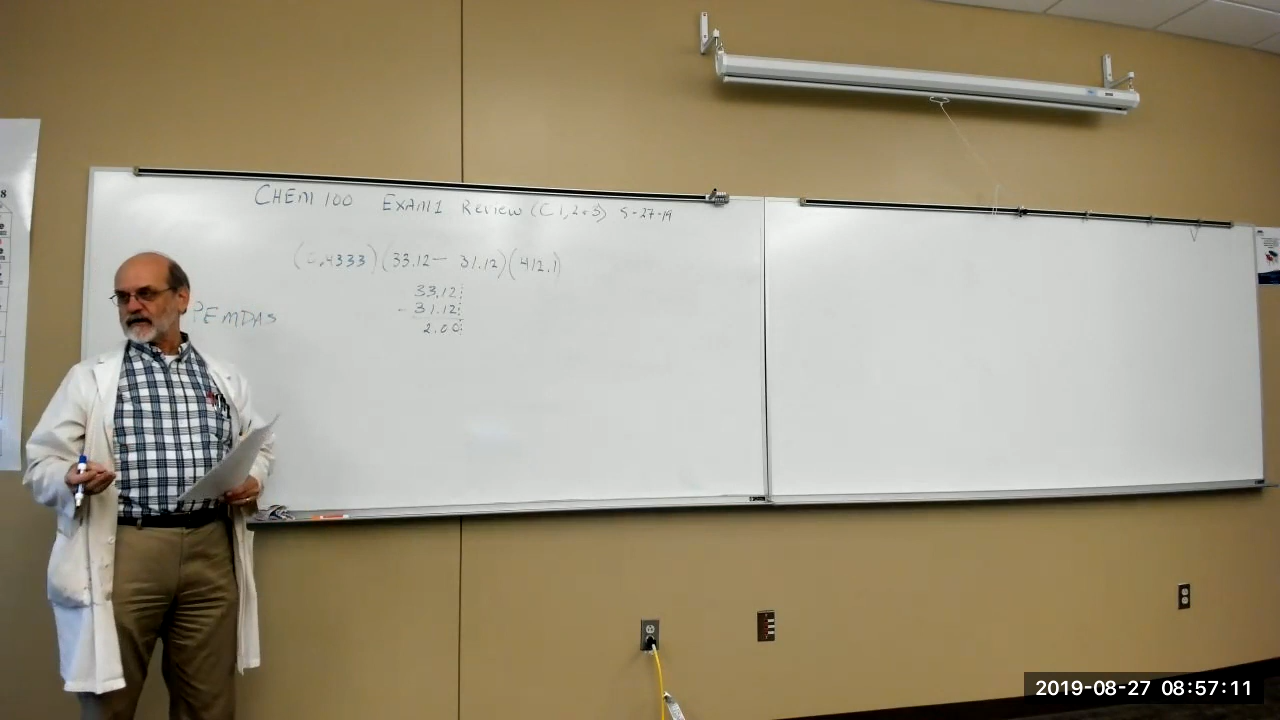 CHEM 100 EXAM 1 Review (C 1, 2 & 3) 8-27-19
(0.4333)(33.12 - 31.12)(412.1)
33.12
- 31.12
2.00
PEMDAS
2019-08-27 08:57:11